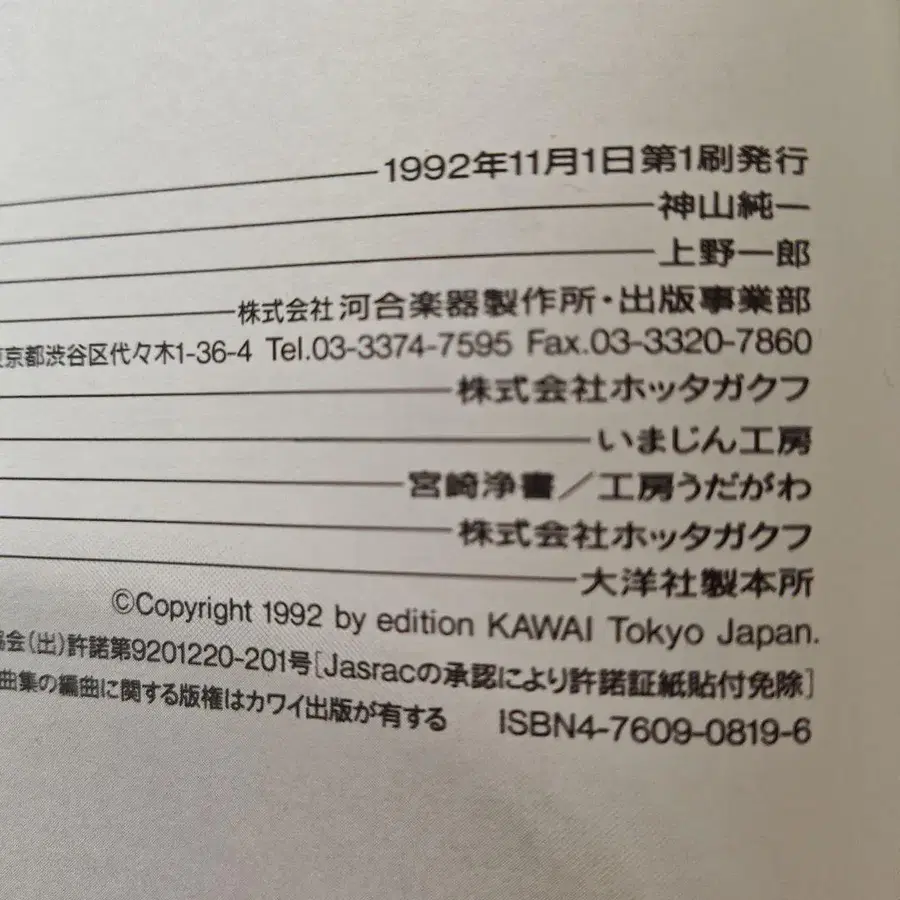 1992年11月1日第1刷発行
神山純一
上野一郎
株式会社 河合楽器製作所・出版事業部
東京都渋谷区代々木1-36-4 Tel.03-3374-7595 Fax.03-3320-7860
株式会社ホッタガクフ
いまじん工房
宮崎浄書／工房うだがわ
株式会社ホッタガクフ
大洋社製本所
©Copyright 1992 by edition KAWAI Tokyo Japan.
協会(出)許諾第9201220-201号[Jasracの承認により許諾証紙貼付免除]
曲集の編曲に関する版権はカワイ出版が有する ISBN4-7609-0819-6